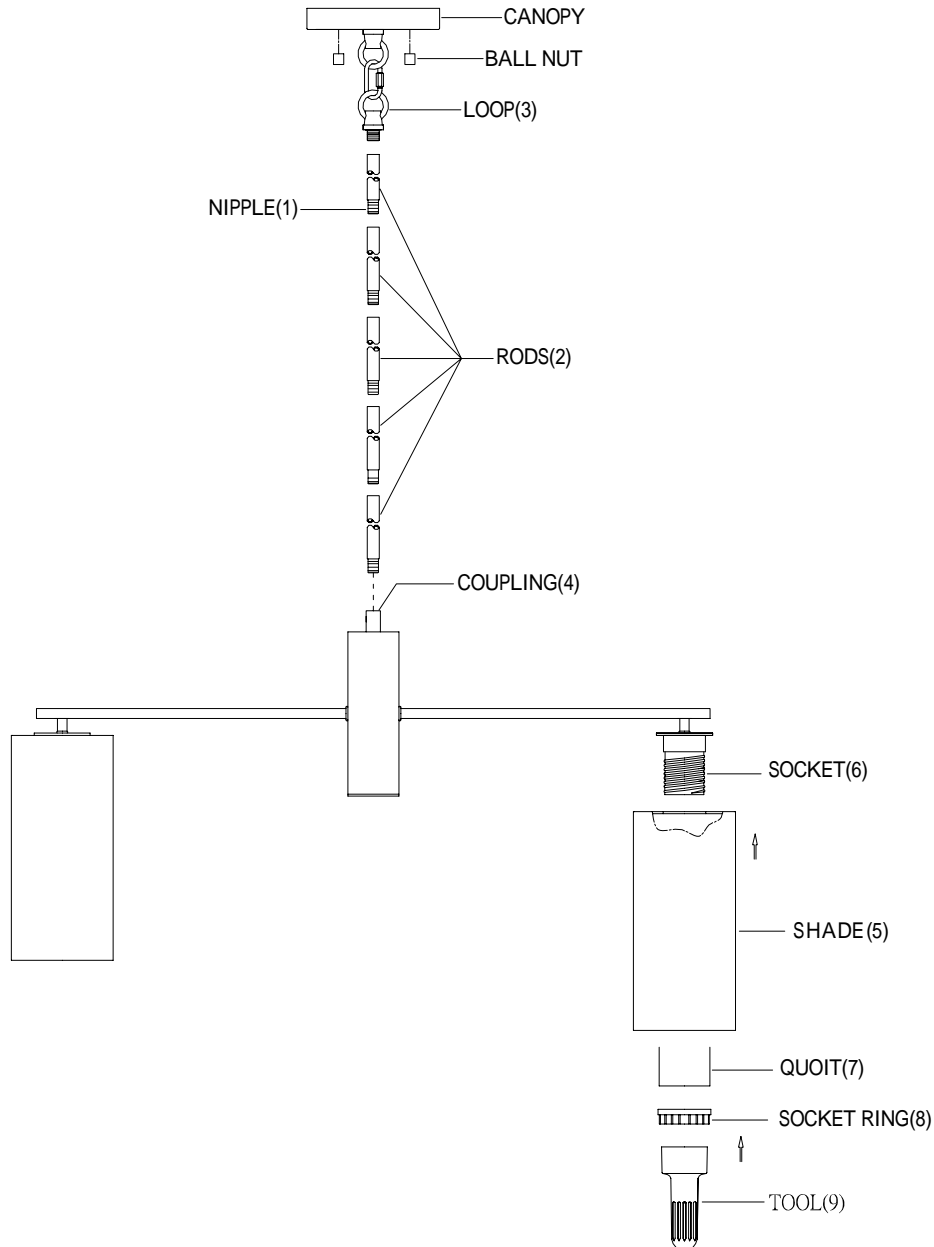 CANOPY
BALL NUT
LOOP(3)
NIPPLE(1)
RODS(2)
COUPLING(4)
SOCKET(6)
SHADE(5)
QUOIT(7)
SOCKET RING(8)
TOOL(9)